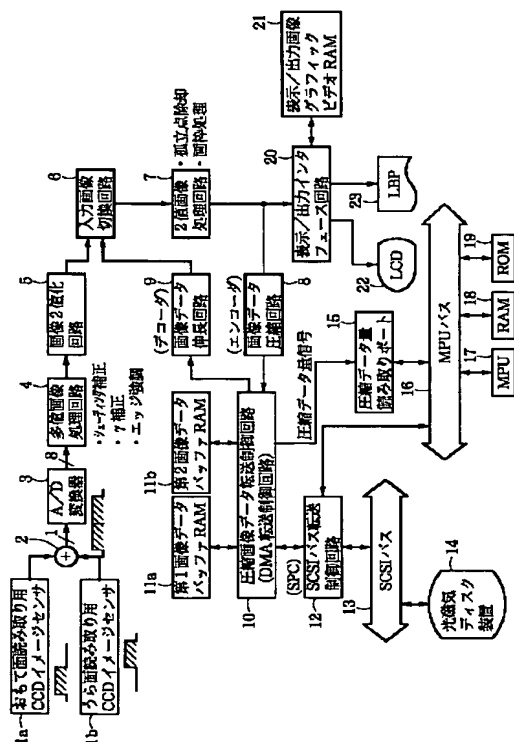 1a
おもて面読み取り用
CCDイメージセンサ
1b
うら面読み取り用
CCDイメージセンサ
2
1
3
A/D
変換器
8
4
多値画像
処理回路
・シェーディング補正
・γ補正
・エッジ強調
5
画像2値化
回路
6
入力画像
切換回路
7
2値画像
処理回路
・孤立点除却
・画枠処理
(デコーダ)
9
画像データ
伸長回路
(エンコーダ)
8
画像データ
圧縮回路
11a
第1画像データ
バッファRAM
11b
第2画像データ
バッファRAM
10
圧縮画像データ転送制御回路
(DMA転送制御回路)
圧縮データ量信号
(SPC)
12
SCSIバス転送
制御回路
13
SCSIバス
14
光磁気
ディスク
装置
15
圧縮データ量
読み取りポート
16
MPUバス
17
MPU
18
RAM
19
ROM
20
表示/出力インタ
フェース回路
21
表示/出力画像
グラフィック
ビデオRAM
22
LCD
23
LBP